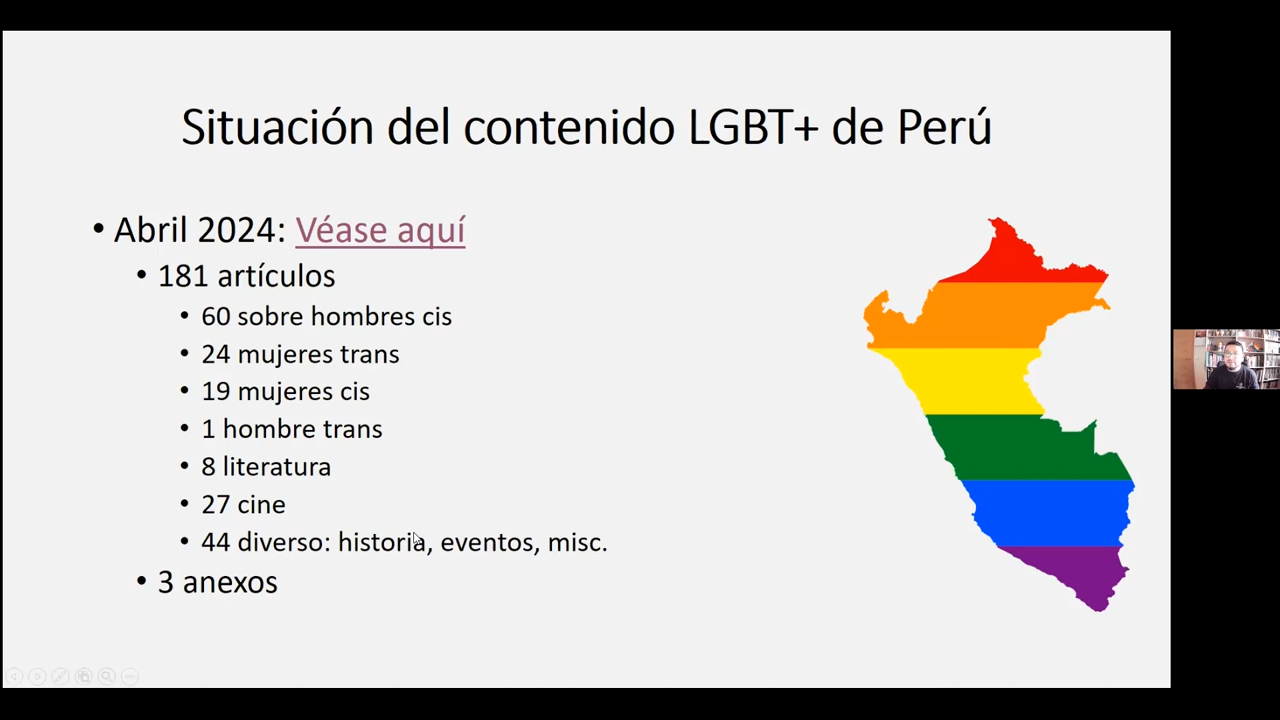 Situación del contenido LGBT+ de Perú
• Abril 2024: Véase aquí
• 181 artículos
• 60 sobre hombres cis
• 24 mujeres trans
• 19 mujeres cis
• 1 hombre trans
• 8 literatura
• 27 cine
• 44 diverso: historia, eventos, misc.
• 3 anexos